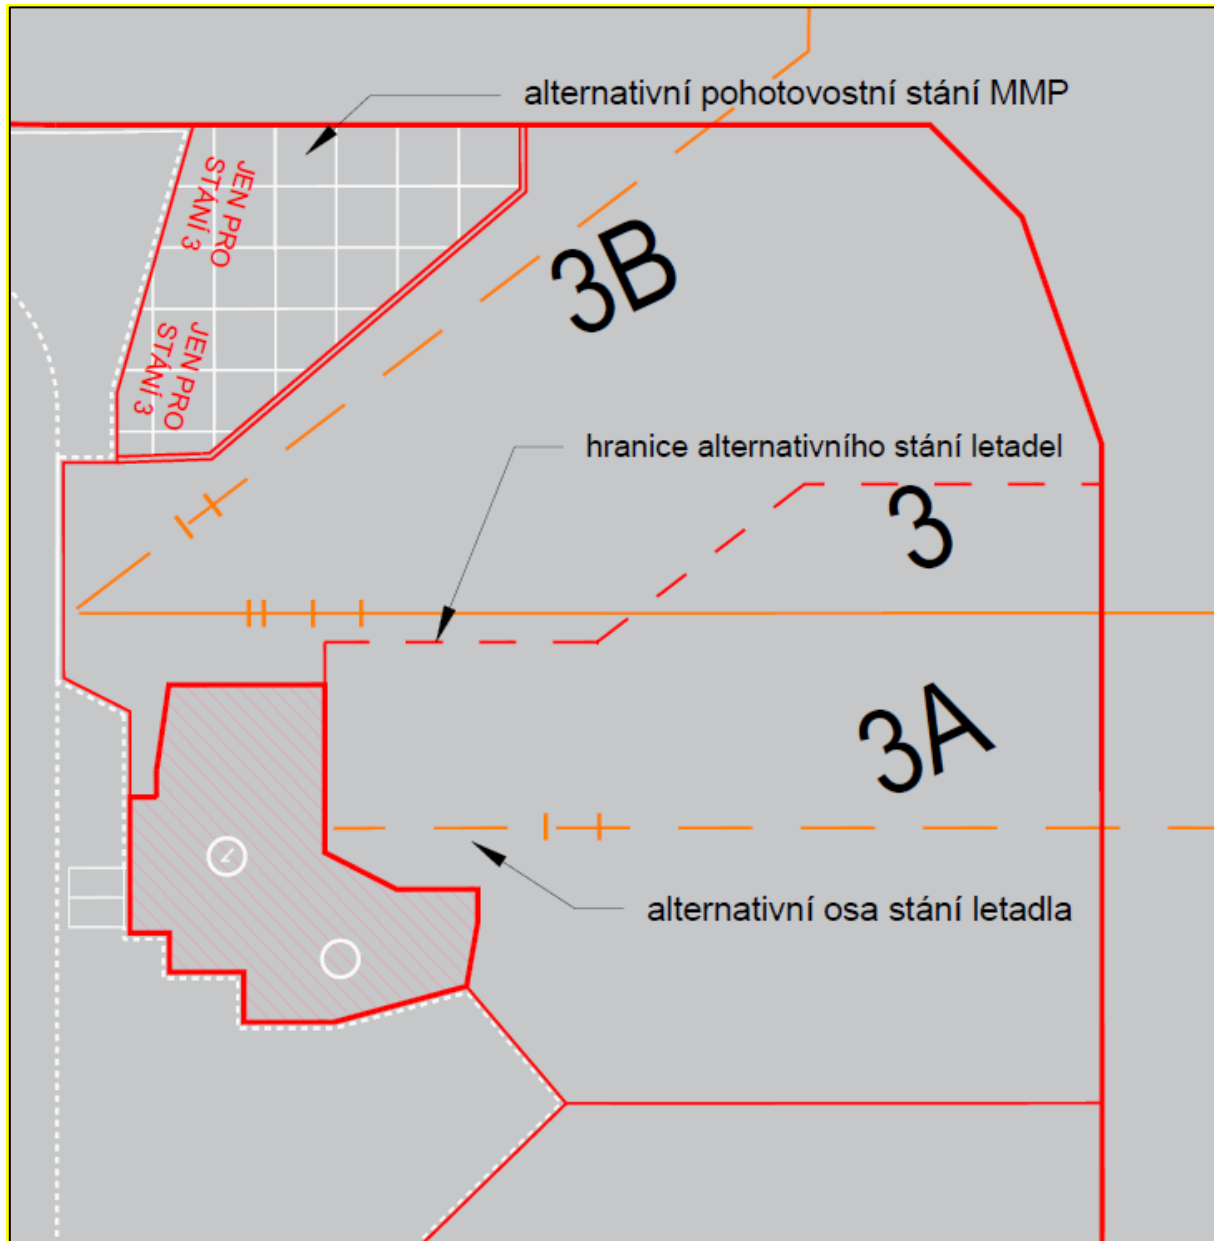 alternativní pohotovostní stání MMP
JEN PRO
STÁNÍ 3
3B
JEN PRO
STÁNÍ 3
hranice alternativního stání letadel
3
3A
alternativní osa stání letadla